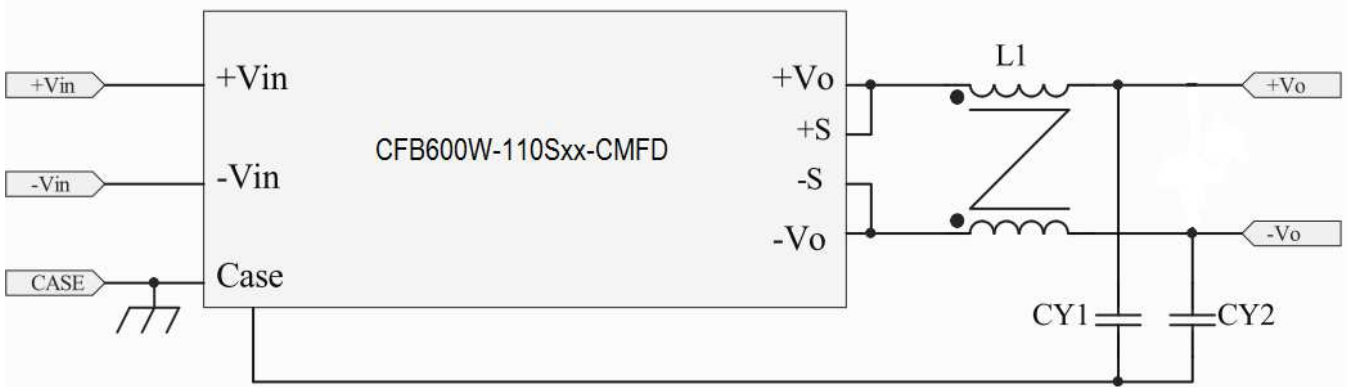 L1
+Vin
+Vin
+Vo
+Vo
+S
CFB600W-110Sxx-CMFD
-Vin
-Vin
-S
-Vo
-Vo
CASE
Case
CY1
CY2